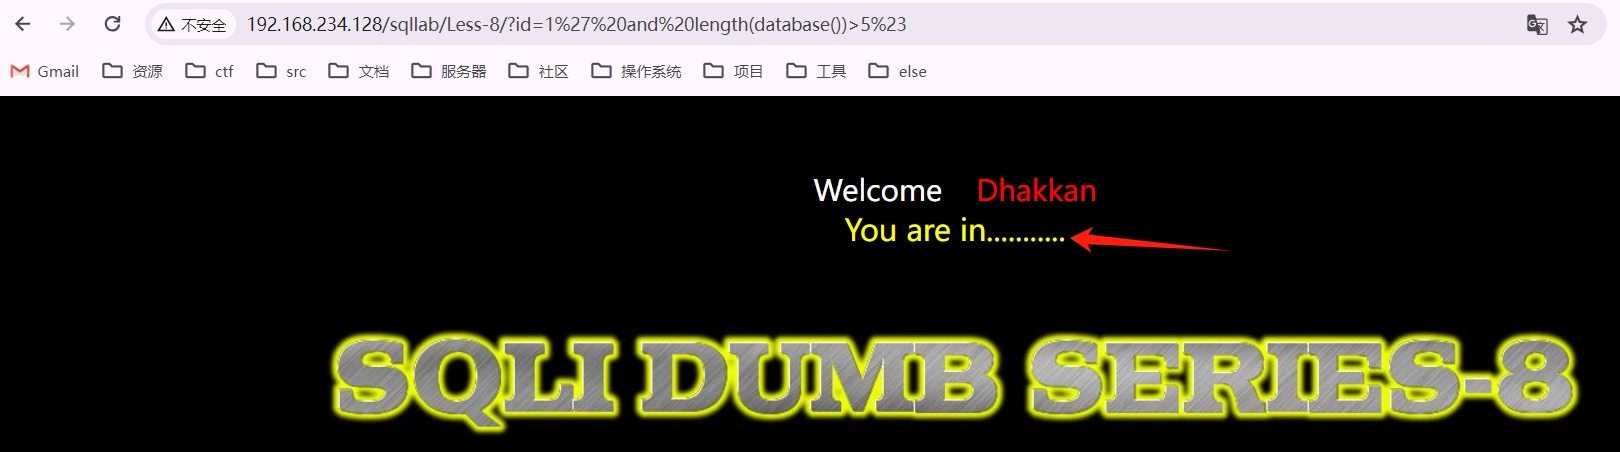 不安全 192.168.234.128/sqllab/Less-8/?id=1%27%20and%20length(database())>5%23
Gmail 资源 ctf src 文档 服务器 社区 操作系统 项目 工具 else
Welcome Dhakkan
You are in...........
SQLI DUMB SERIES-8